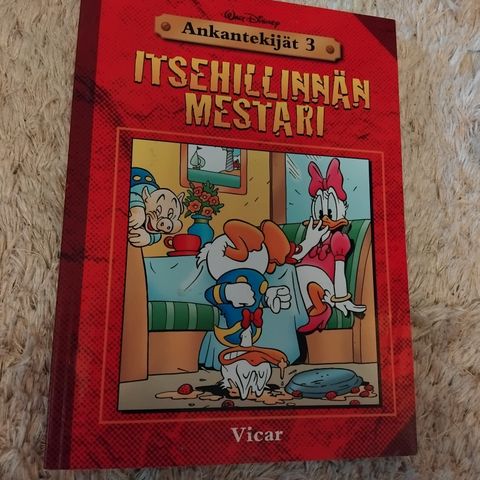 Walt Disney
Ankantekijät 3
ITSEHILLINNÄN
MESTARI
Vicar